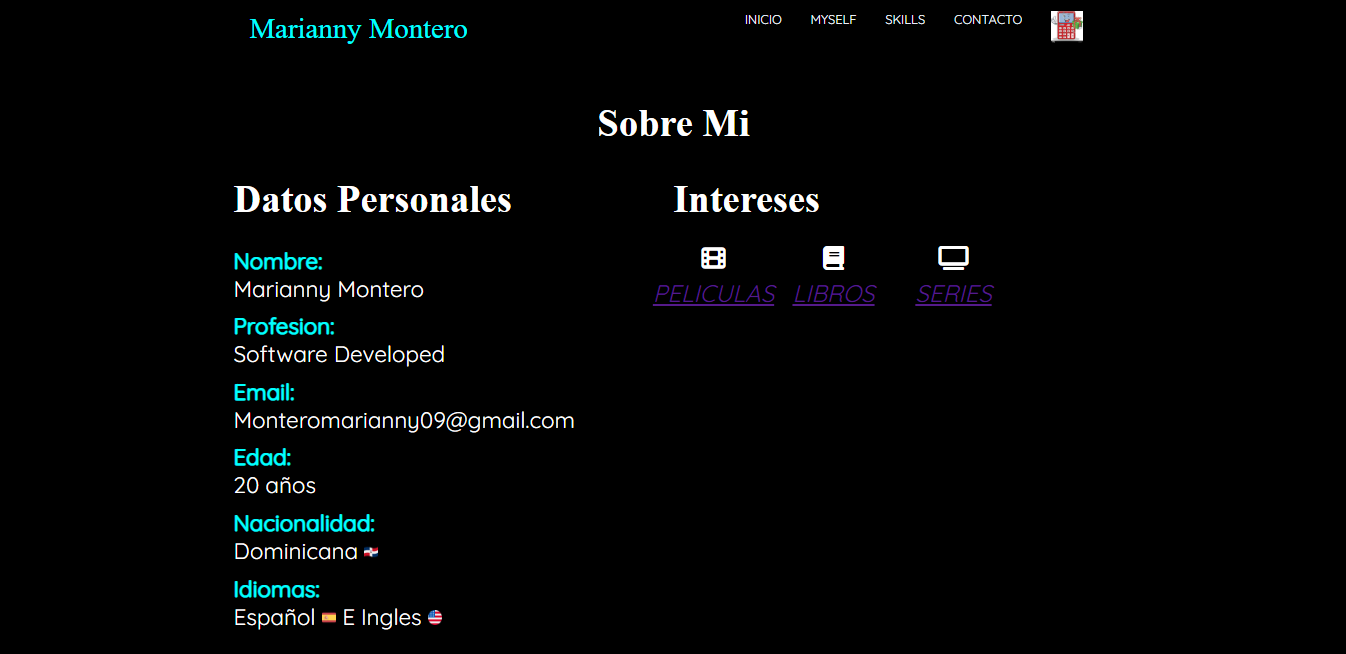 Marianny Montero
INICIO MYSELF SKILLS CONTACTO
Sobre Mi
Datos Personales
Nombre:
Marianny Montero
Profesion:
Software Developed
Email:
Monteromarianny09@gmail.com
Edad:
20 años
Nacionalidad:
Dominicana
Idiomas:
Español E Ingles
Intereses
PELICULAS LIBROS SERIES